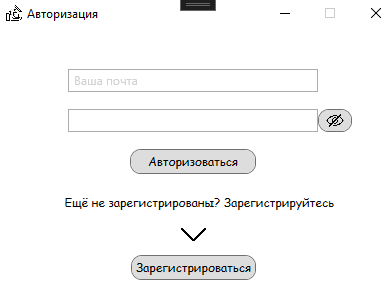 Авторизация
Ваша почта
Авторизоваться
Ещё не зарегистрированы? Зарегистрируйтесь
Зарегистрироваться